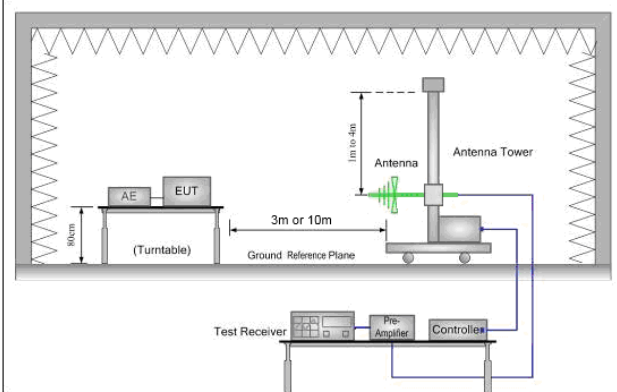 1m to 4m
Antenna
Antenna Tower
AE
EUT
80cm
3m or 10m
(Turntable)
Ground Reference Plane
Test Receiver
Pre-
Amplifier
Controlle